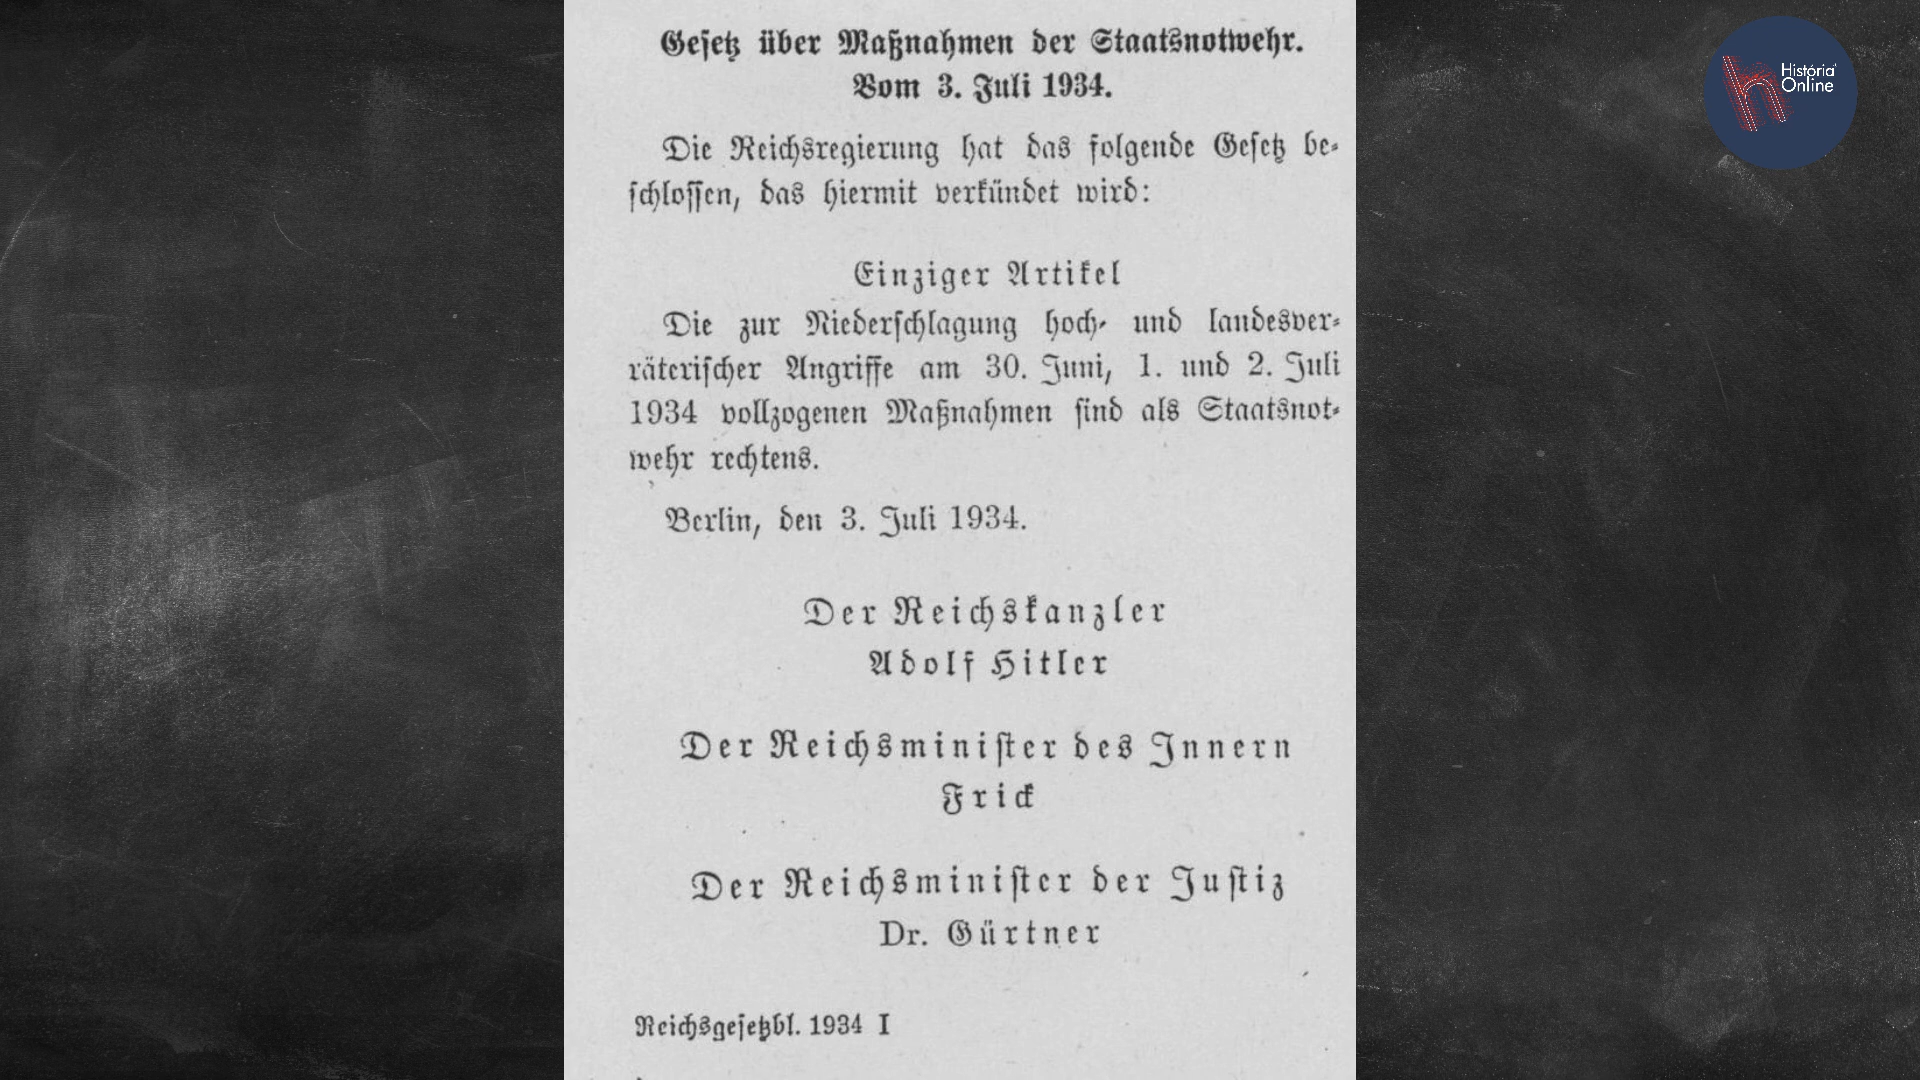 Gesetz über Maßnahmen der Staatsnotwehr.
Vom 3. Juli 1934.
Die Reichsregierung hat das folgende Gesetz be-
schlossen, das hiermit verkündet wird:
Einziger Artikel
Die zur Niederschlagung hoch- und landesver-
räterischer Angriffe am 30. Juni, 1. und 2. Juli
1934 vollzogenen Maßnahmen sind als Staatsnot-
wehr rechtens.
Berlin, den 3. Juli 1934.
Der Reichskanzler
Adolf Hitler
Der Reichsminister des Innern
Frick
Der Reichsminister der Justiz
Dr. Gürtner
Reichsgesetzbl. 1934 I
História
Online